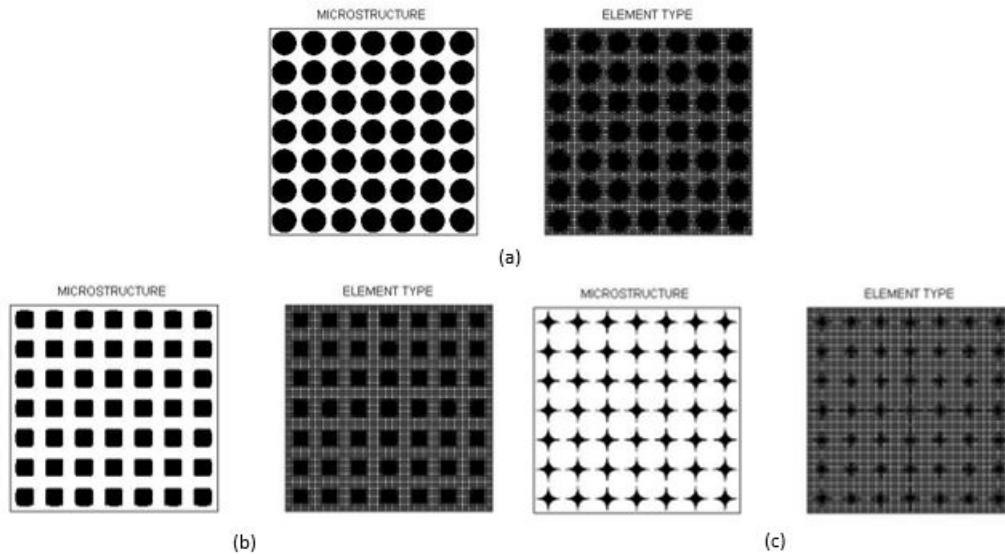 MICROSTRUCTURE
ELEMENT TYPE
(a)
MICROSTRUCTURE
ELEMENT TYPE
MICROSTRUCTURE
ELEMENT TYPE
(b)
(c)